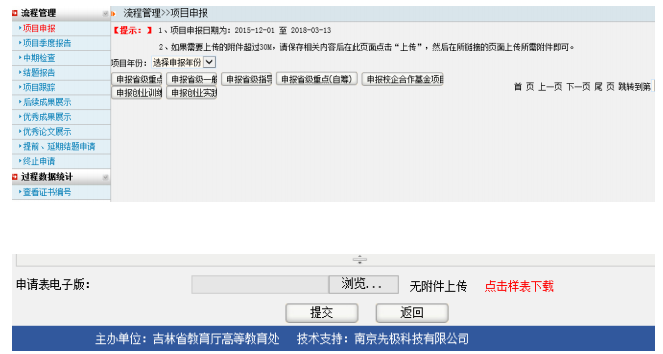 流程管理
流程管理>>项目申报
项目申报
【提示：】1、项目申报日期为：2015-12-01 至 2018-03-13
项目季度报告
2、如果需要上传的附件超过30M，请保存相关内容后在此页面点击“上传”，然后在所链接的页面上传所需附件即可。
中期检查
项目年份：选择申报年份
结题报告
申报省级重点 申报省级一般 申报省级指导 申报省级重点(自筹) 申报校企合作基金项目
项目跟踪
首 页 上一页 下一页 尾 页 跳转到第
申报创业训练 申报创业实践
后续成果展示
优秀成果展示
优秀论文展示
提前、延期结题申请
终止申请
过程数据统计
查看证书编号
申请表电子版：
浏览... 无附件上传 点击样表下载
提交 返回
主办单位：吉林省教育厅高等教育处 技术支持：南京先极科技有限公司